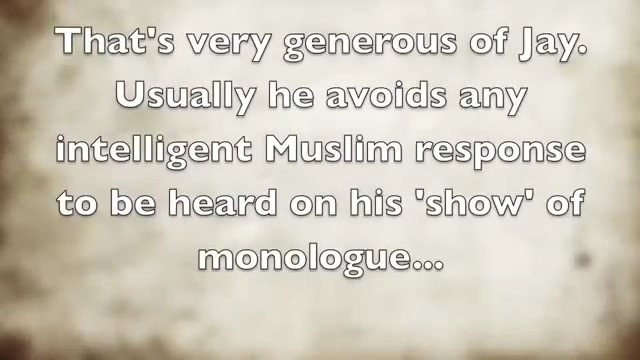 That's very generous of Jay.
Usually he avoids any
intelligent Muslim response
to be heard on his 'show' of
monologue...